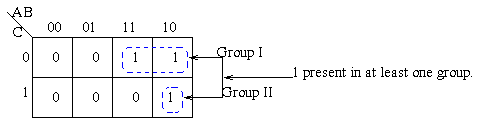 AB
C
00 01 11 10
0 0 0 1 1 Group I
1 present in at least one group.
1 0 0 0 1 Group II